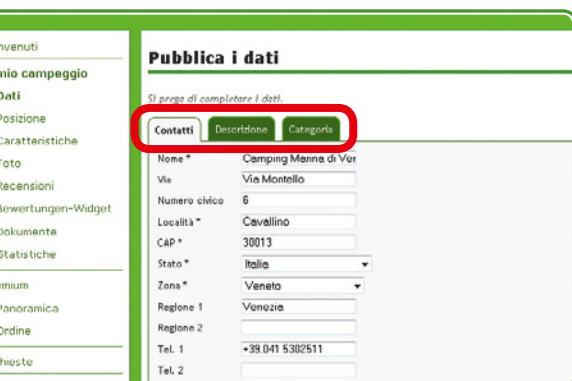 nvenuti
mio campeggio
Dati
Posizione
Caratteristiche
Foto
Recensioni
Bewertungen-Widget
Dokumente
Statistiche
emium
Panoramica
Ordine
chieste
Pubblica i dati
Si prega di completare i dati.
Contatti Descrizione Categoria
Nome * Camping Marina di Ver
Via Via Montello
Numero civico 6
Località * Cavallino
CAP * 30013
Stato * Italia
Zona * Veneto
Regione 1 Venezia
Regione 2
Tel. 1 +39.041 5302511
Tel. 2